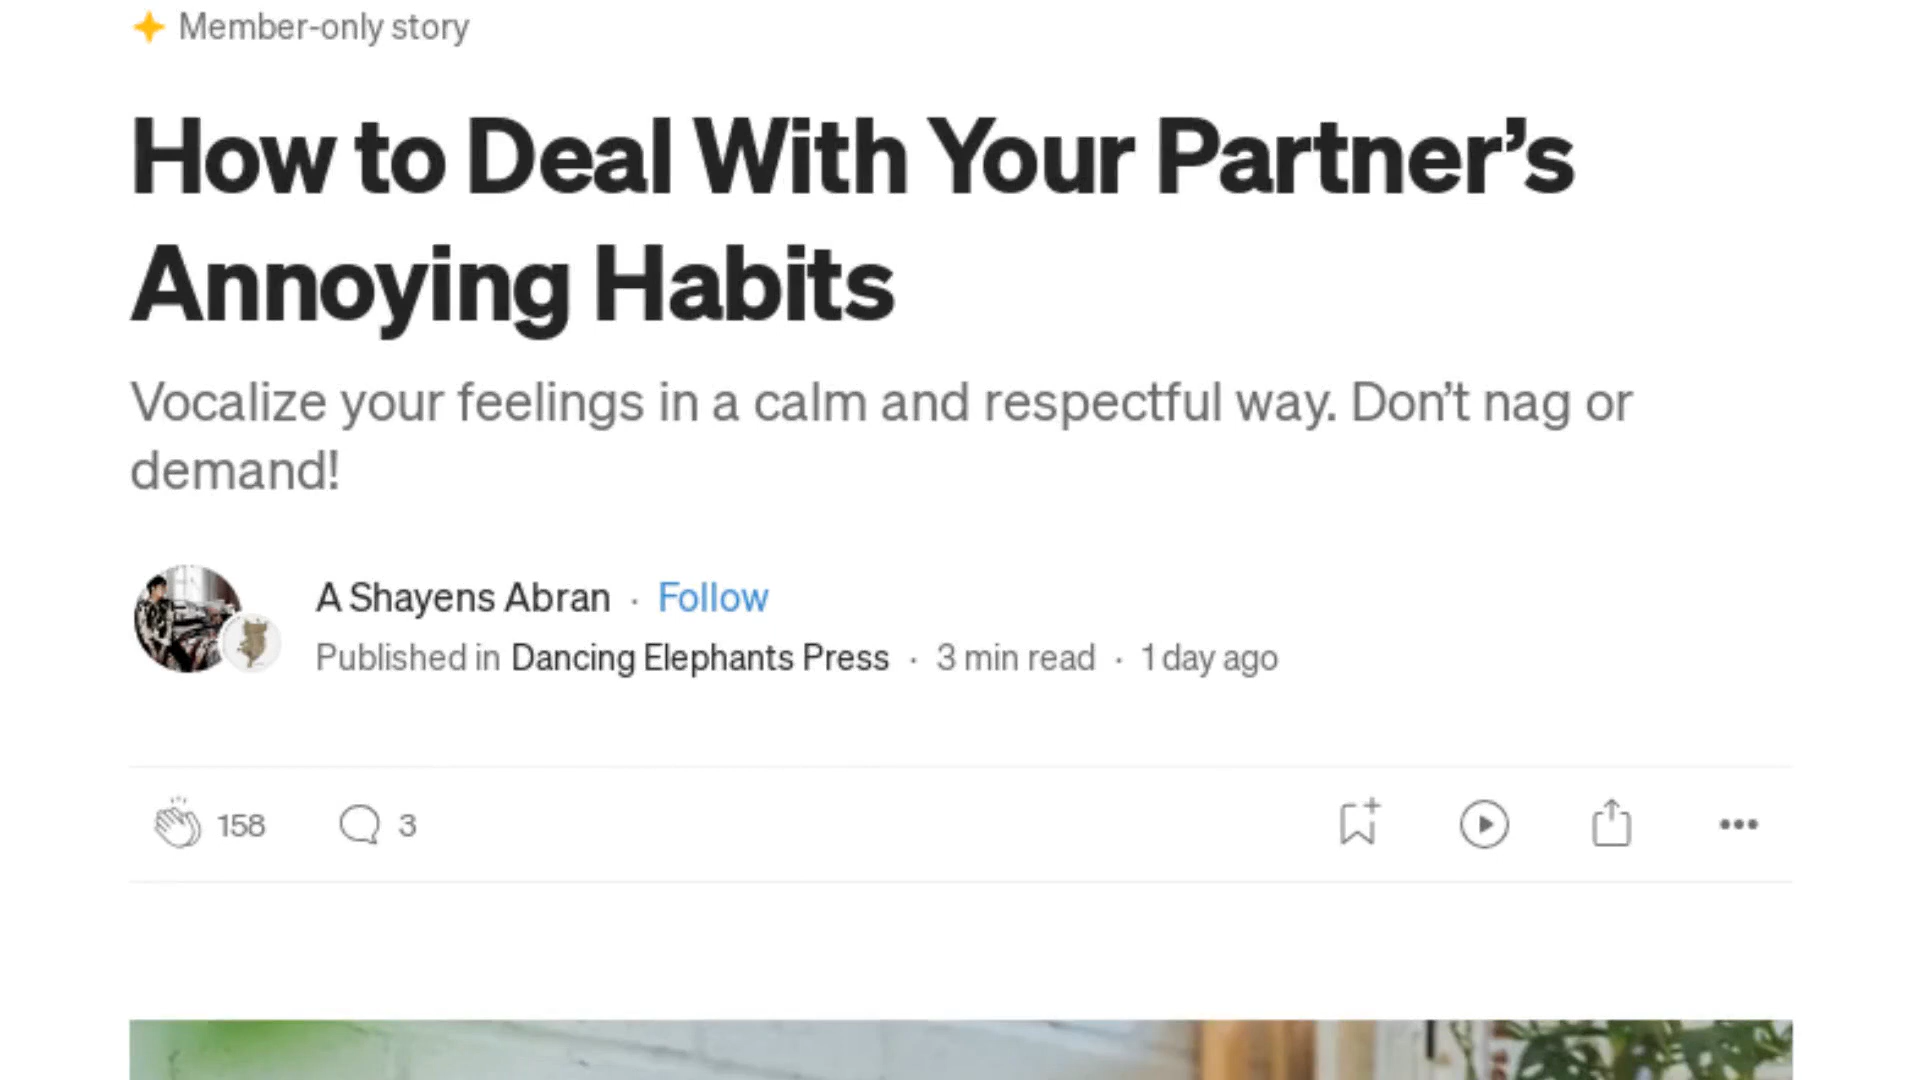 Member-only story
How to Deal With Your Partner’s
Annoying Habits
Vocalize your feelings in a calm and respectful way. Don’t nag or
demand!
A Shayens Abran · Follow
Published in Dancing Elephants Press · 3 min read · 1 day ago
158 3